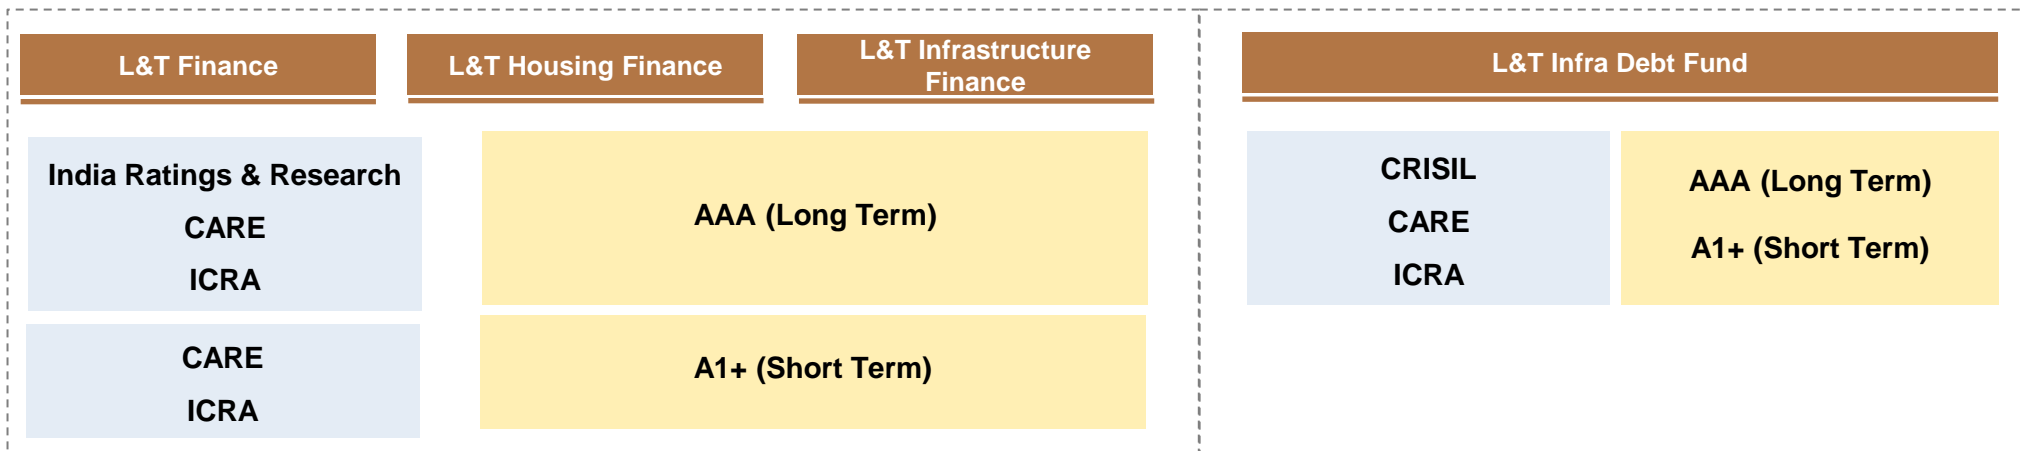 L&T Finance
L&T Housing Finance
L&T Infrastructure
Finance
India Ratings & Research
CARE
ICRA
AAA (Long Term)
CARE
ICRA
A1+ (Short Term)
L&T Infra Debt Fund
CRISIL
CARE
ICRA
AAA (Long Term)
A1+ (Short Term)